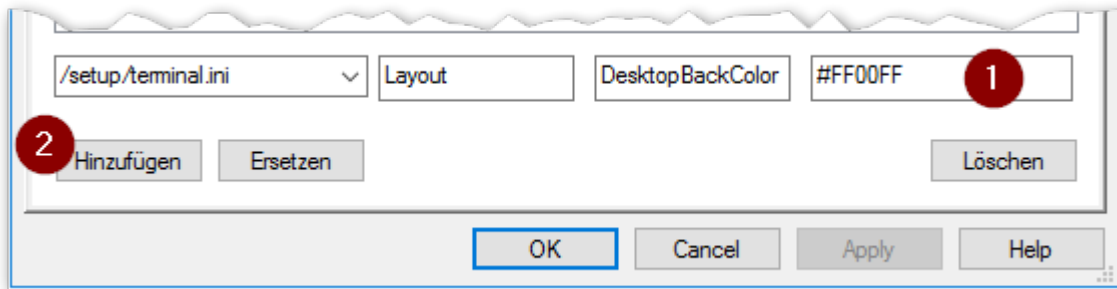 /setup/terminal.ini Layout DesktopBackColor #FF00FF 1
2
Hinzufügen Ersetzen Löschen
OK Cancel Apply Help